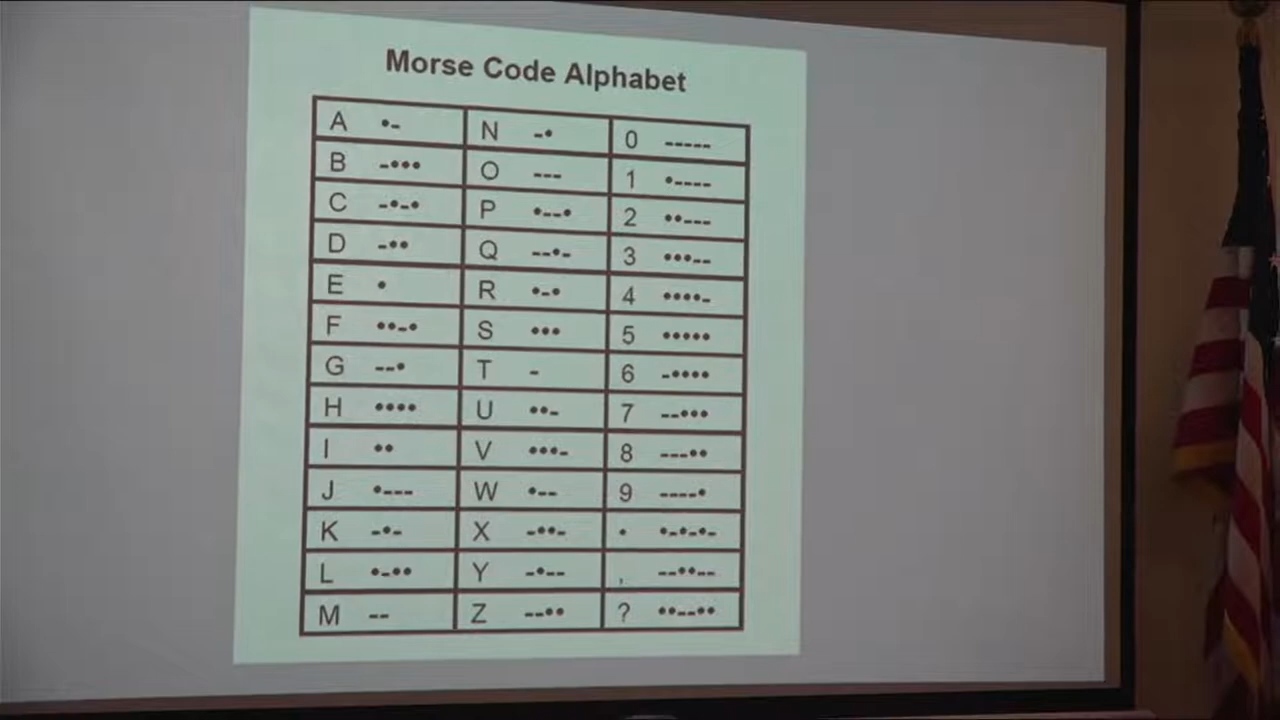 Morse Code Alphabet
A •- N -• 0 -----
B -••• O --- 1 •----
C -•-• P •--• 2 ••---
D -•• Q --•- 3 •••--
E • R •-• 4 ••••-
F ••-• S ••• 5 •••••
G --• T - 6 -••••
H •••• U ••- 7 --•••
I •• V •••- 8 ---••
J •--- W •-- 9 ----•
K -•- X -••- . •-•-•-
L •-•• Y -•-- , --••--
M -- Z --•• ? ••--••